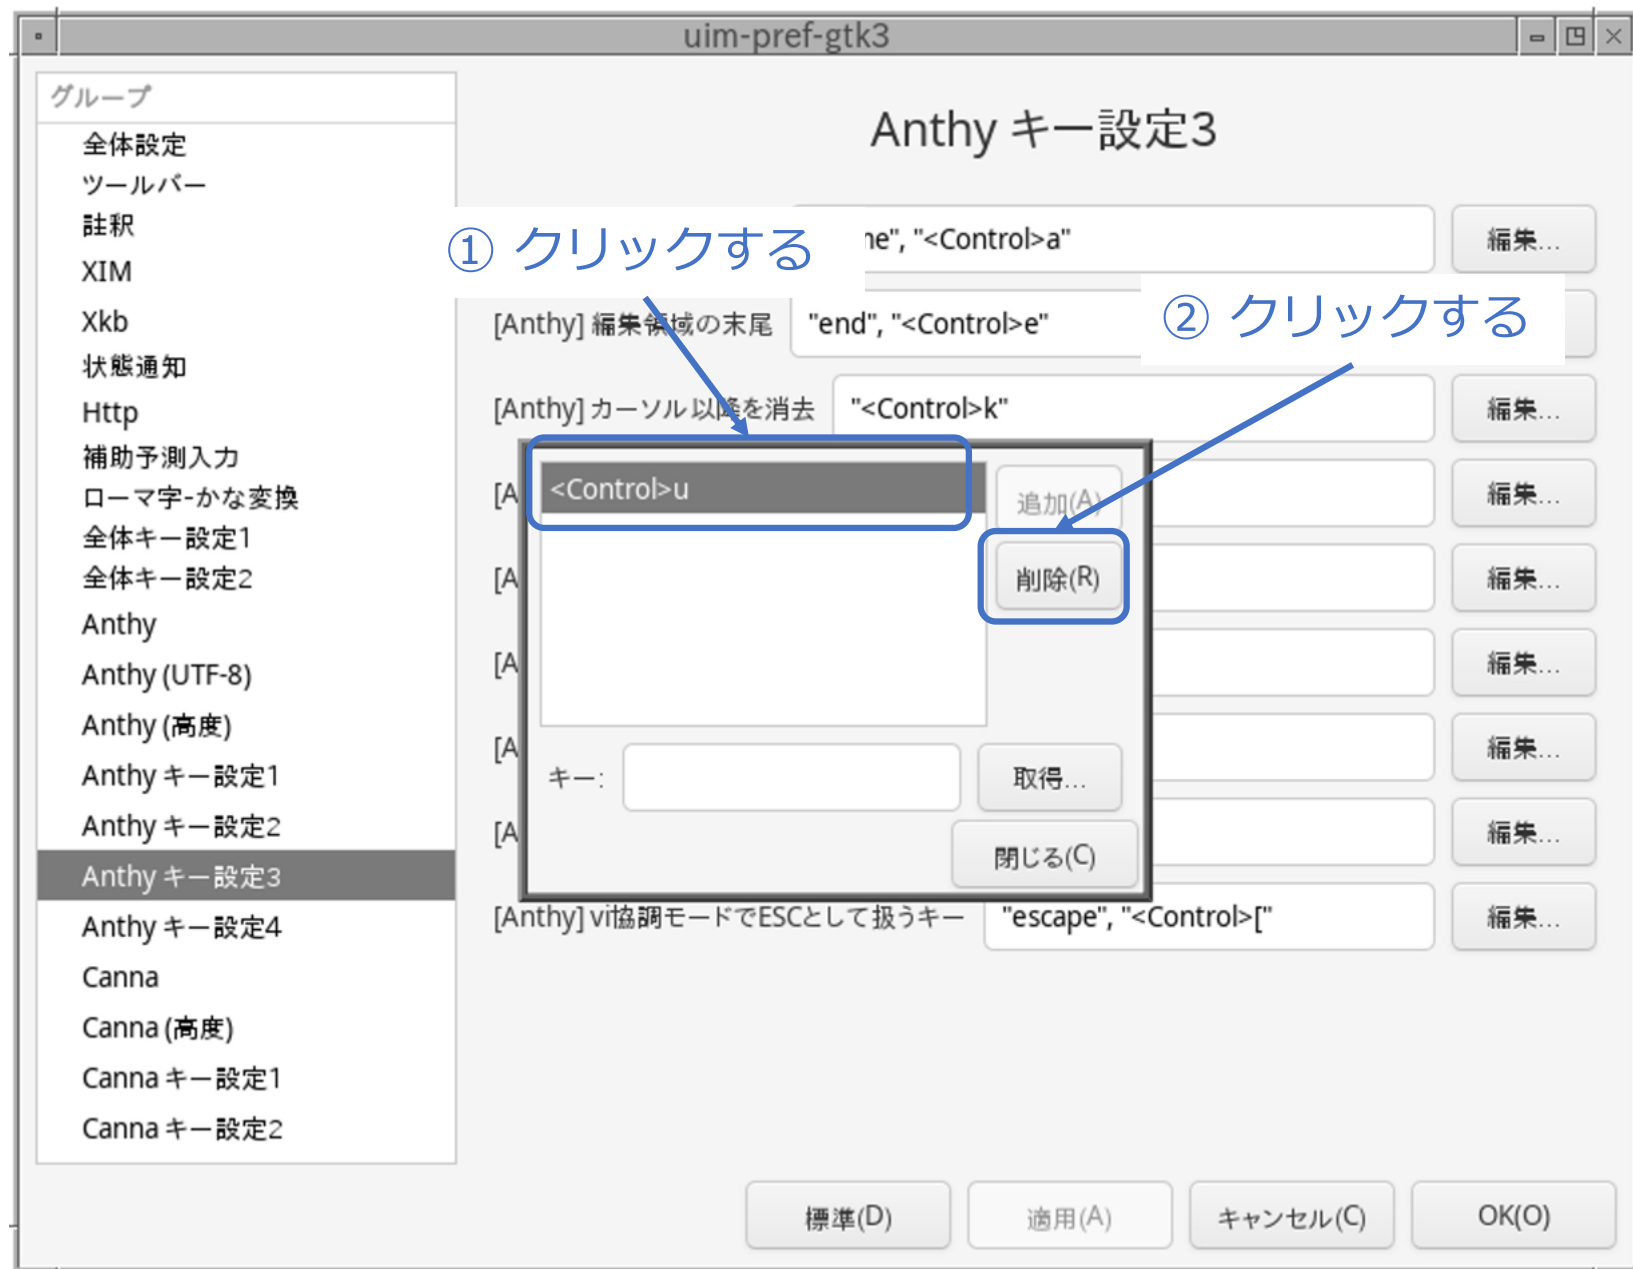 uim-pref-gtk3
グループ
全体設定
ツールバー
註釈
XIM
Xkb
状態通知
Http
補助予測入力
ローマ字-かな変換
全体キー設定1
全体キー設定2
Anthy
Anthy (UTF-8)
Anthy (高度)
Anthy キー設定1
Anthy キー設定2
Anthy キー設定3
Anthy キー設定4
Canna
Canna (高度)
Canna キー設定1
Canna キー設定2
Anthy キー設定3
① クリックする
"<Control>a"
編集...
[Anthy] 編集領域の末尾
"end", "<Control>e"
② クリックする
[Anthy] カーソル以降を消去
"<Control>k"
編集...
<Control>u
追加(A)
編集...
削除(R)
編集...
編集...
キー:
取得...
編集...
編集...
閉じる(C)
[Anthy] vi協調モードでESCとして扱うキー
"escape", "<Control>["
編集...
標準(D)
適用(A)
キャンセル(C)
OK(O)